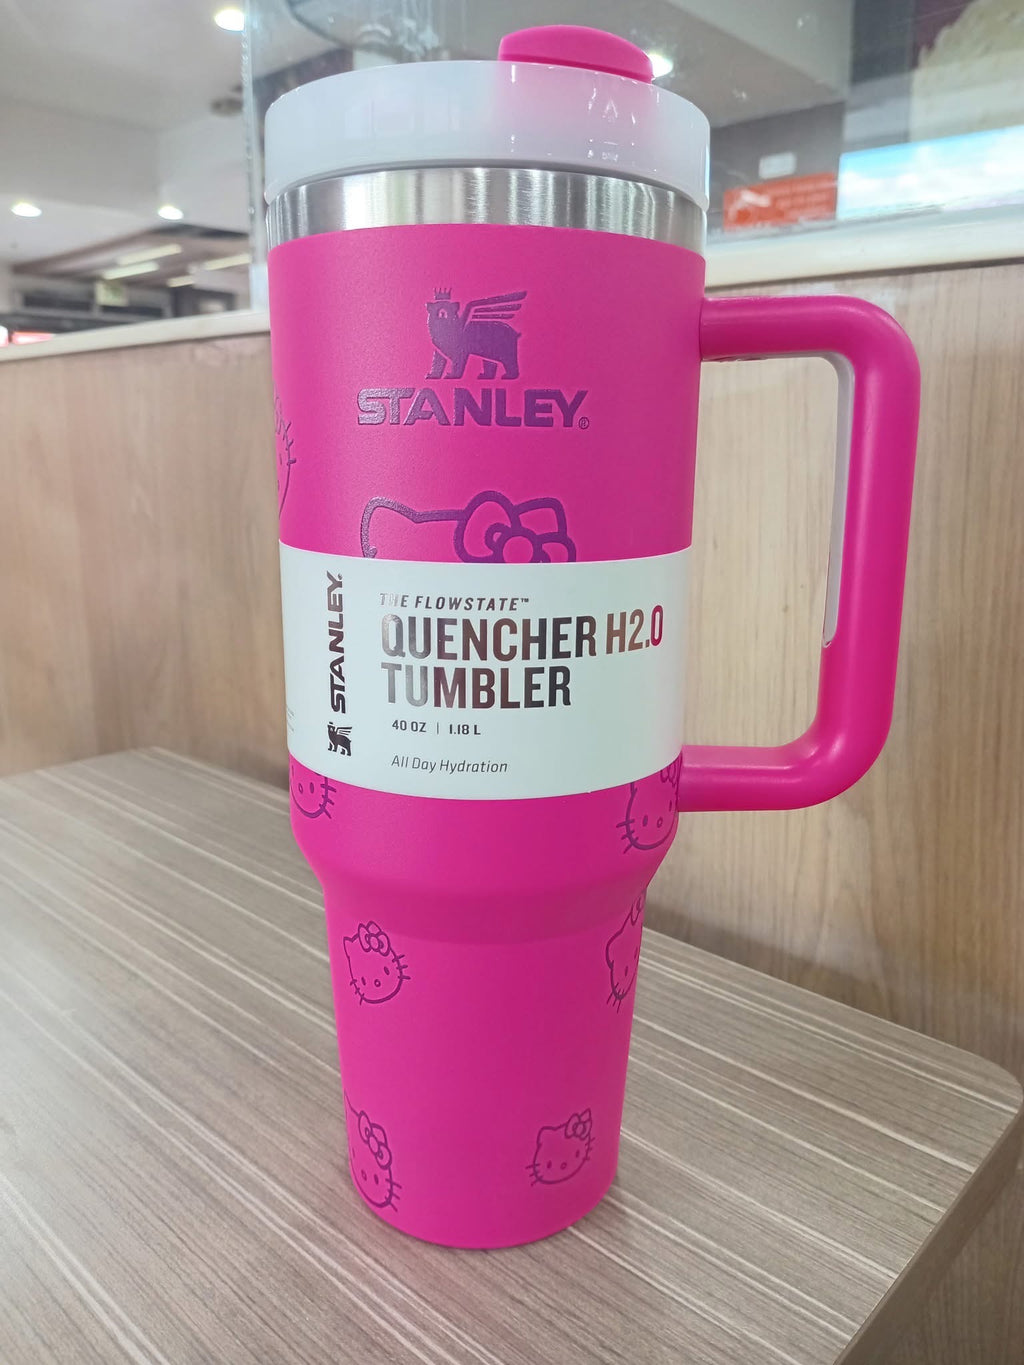 STANLEY®
STANLEY®
THE FLOWSTATE™
QUENCHER H2.0
TUMBLER
40 OZ | 1.18 L
All Day Hydration